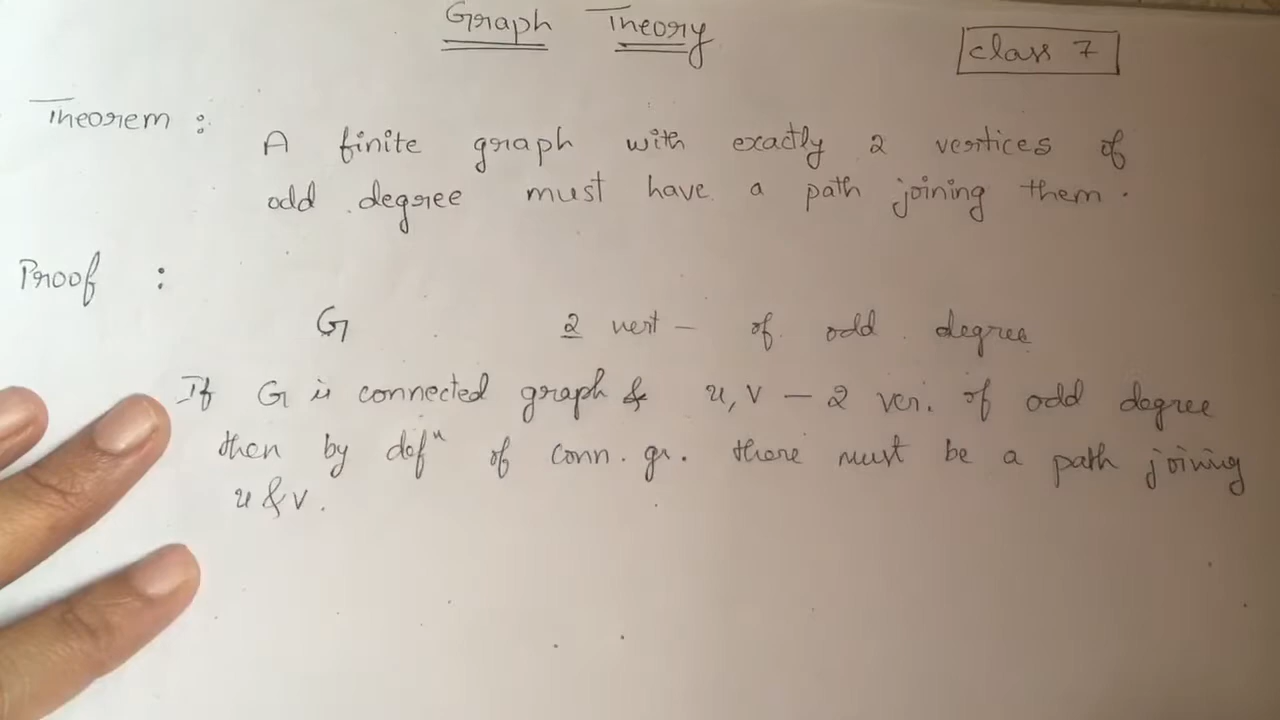 Graph Theory
class 7
Theorem :
A finite graph with exactly 2 vertices of
odd degree must have a path joining them.
Proof :
G 2 vert - of odd degree
If G is connected graph & u, v - 2 ver. of odd degree
then by defⁿ of conn. gr. there must be a path joining
u & v.